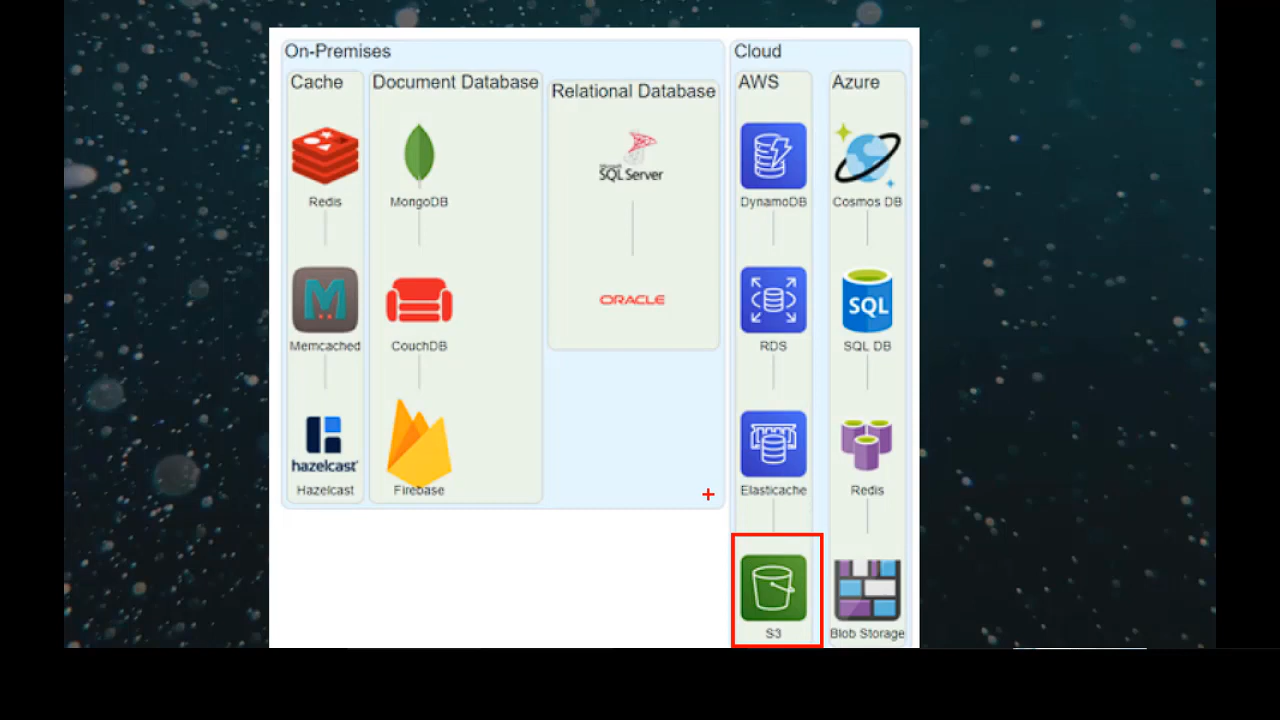 On-Premises
Cloud
Cache
Document Database
Relational Database
AWS
Azure
Microsoft
SQL Server
Redis
MongoDB
DynamoDB
Cosmos DB
ORACLE
SQL
Memcached
CouchDB
RDS
SQL DB
hazelcast
Hazelcast
Firebase
Elasticache
Redis
S3
Blob Storage